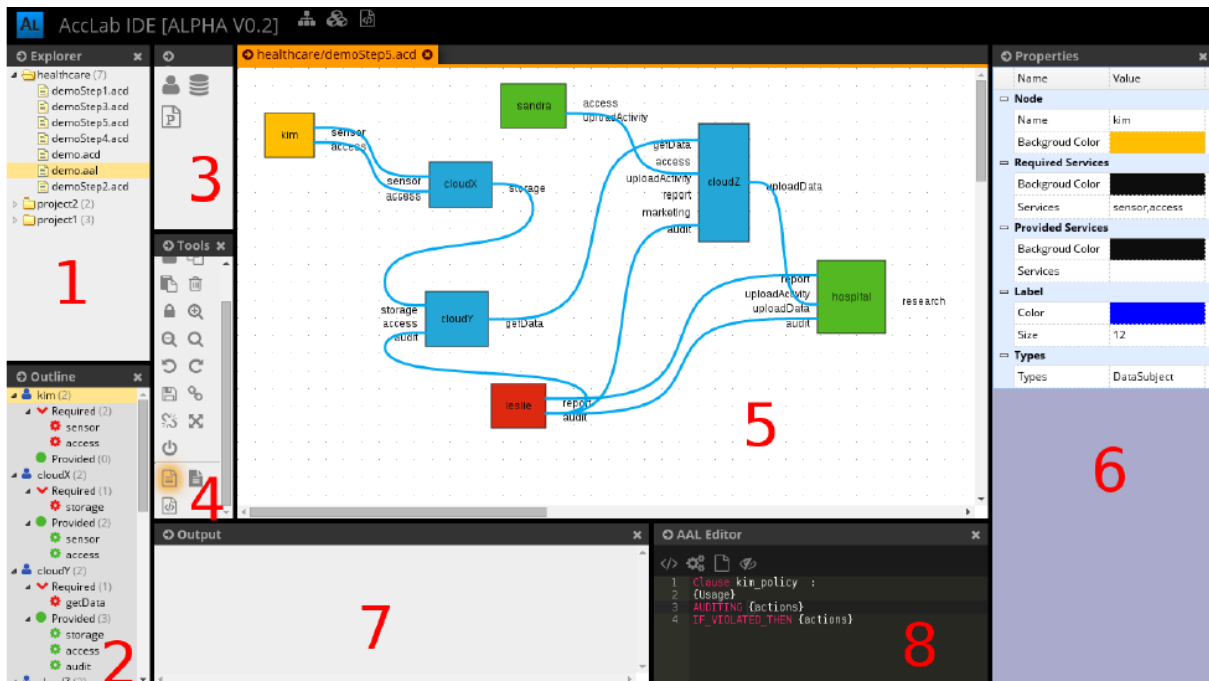 AL AccLab IDE [ALPHA V0.2]
Explorer
healthcare (7)
demoStep1.acd
demoStep3.acd
demoStep5.acd
demoStep4.acd
demo.acd
demo.aal
demoStep2.acd
project2 (2)
project1 (3)
1
Outline
kim (2)
Required (2)
sensor
access
Provided (0)
cloudX (2)
Required (1)
storage
Provided (2)
sensor
access
cloudY (2)
Required (1)
getData
Provided (3)
storage
access
audit
2
P
3
Tools
4
healthcare/demoStep5.acd
kim
sensor
access
sandra
access
uploadActivity
sensor
access
cloudX
storage
getData
access
uploadActivity
report
marketing
audit
cloudZ
uploadData
storage
access
audit
cloudY
getData
report
uploadActivity
uploadData
audit
hospital
research
leslie
report
audit
5
Output
7
AAL Editor
1 Clause kim_policy :
2 {Usage}
3 AUDITING {actions}
4 IF_VIOLATED_THEN {actions}
8
Properties
Name Value
Node
Name kim
Backgroud Color
Required Services
Backgroud Color
Services sensor,access
Provided Services
Backgroud Color
Services
Label
Color
Size 12
Types
Types DataSubject
6